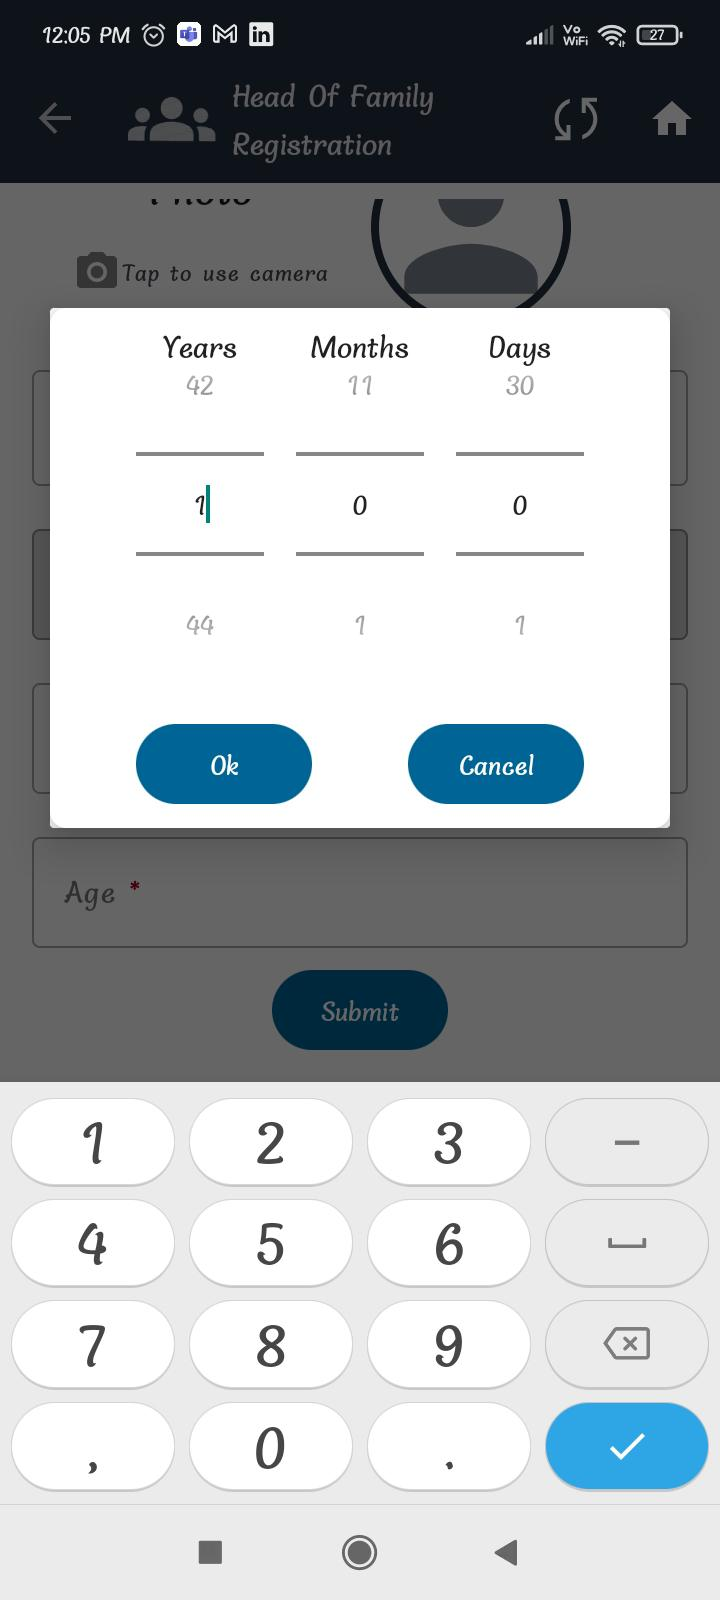 12:05 PM
Vo
WiFi
27
Head Of Family
Registration
Photo
Tap to use camera
Years Months Days
42 11 30
1 0 0
44 1 1
Ok Cancel
Age *
Submit
1 2 3 -
4 5 6
7 8 9
, 0 .